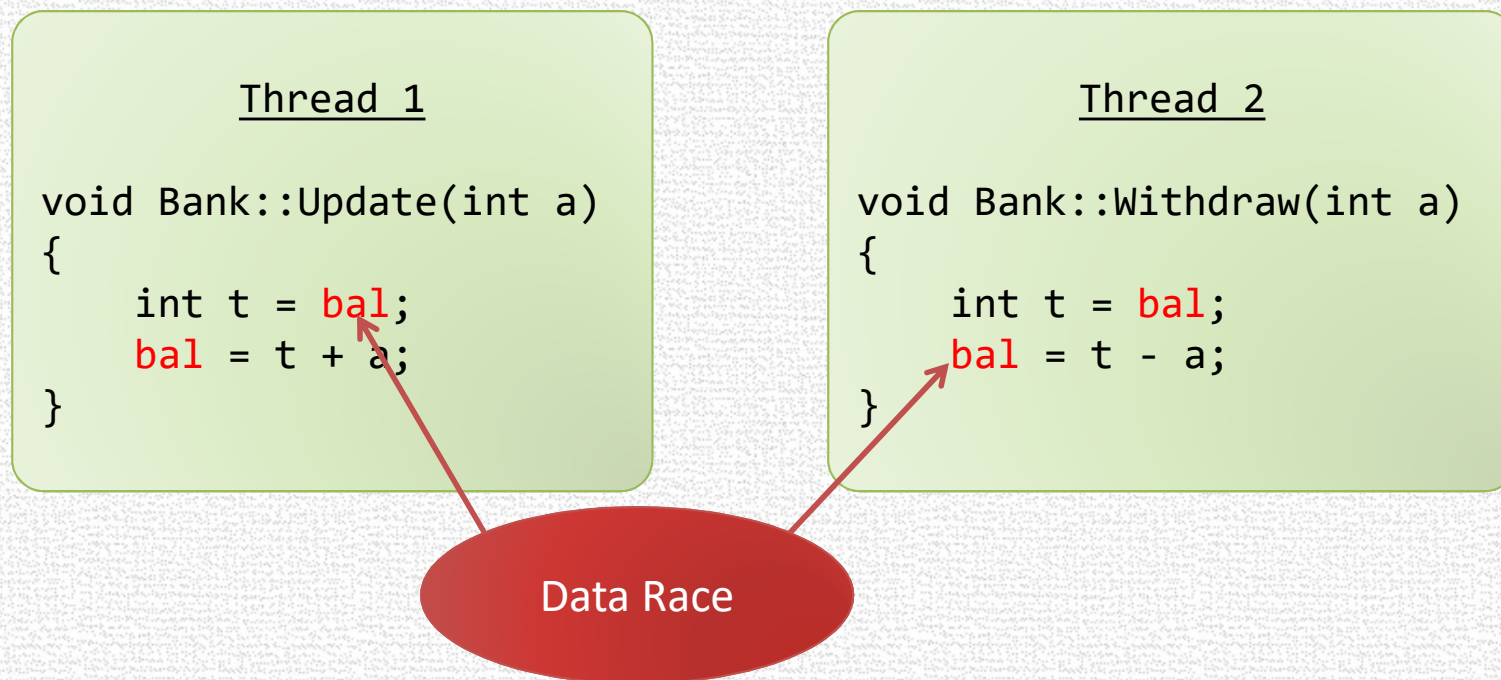 Thread 1
void Bank::Update(int a)
{
    int t = bal;
    bal = t + a;
}
Thread 2
void Bank::Withdraw(int a)
{
    int t = bal;
    bal = t - a;
}
Data Race